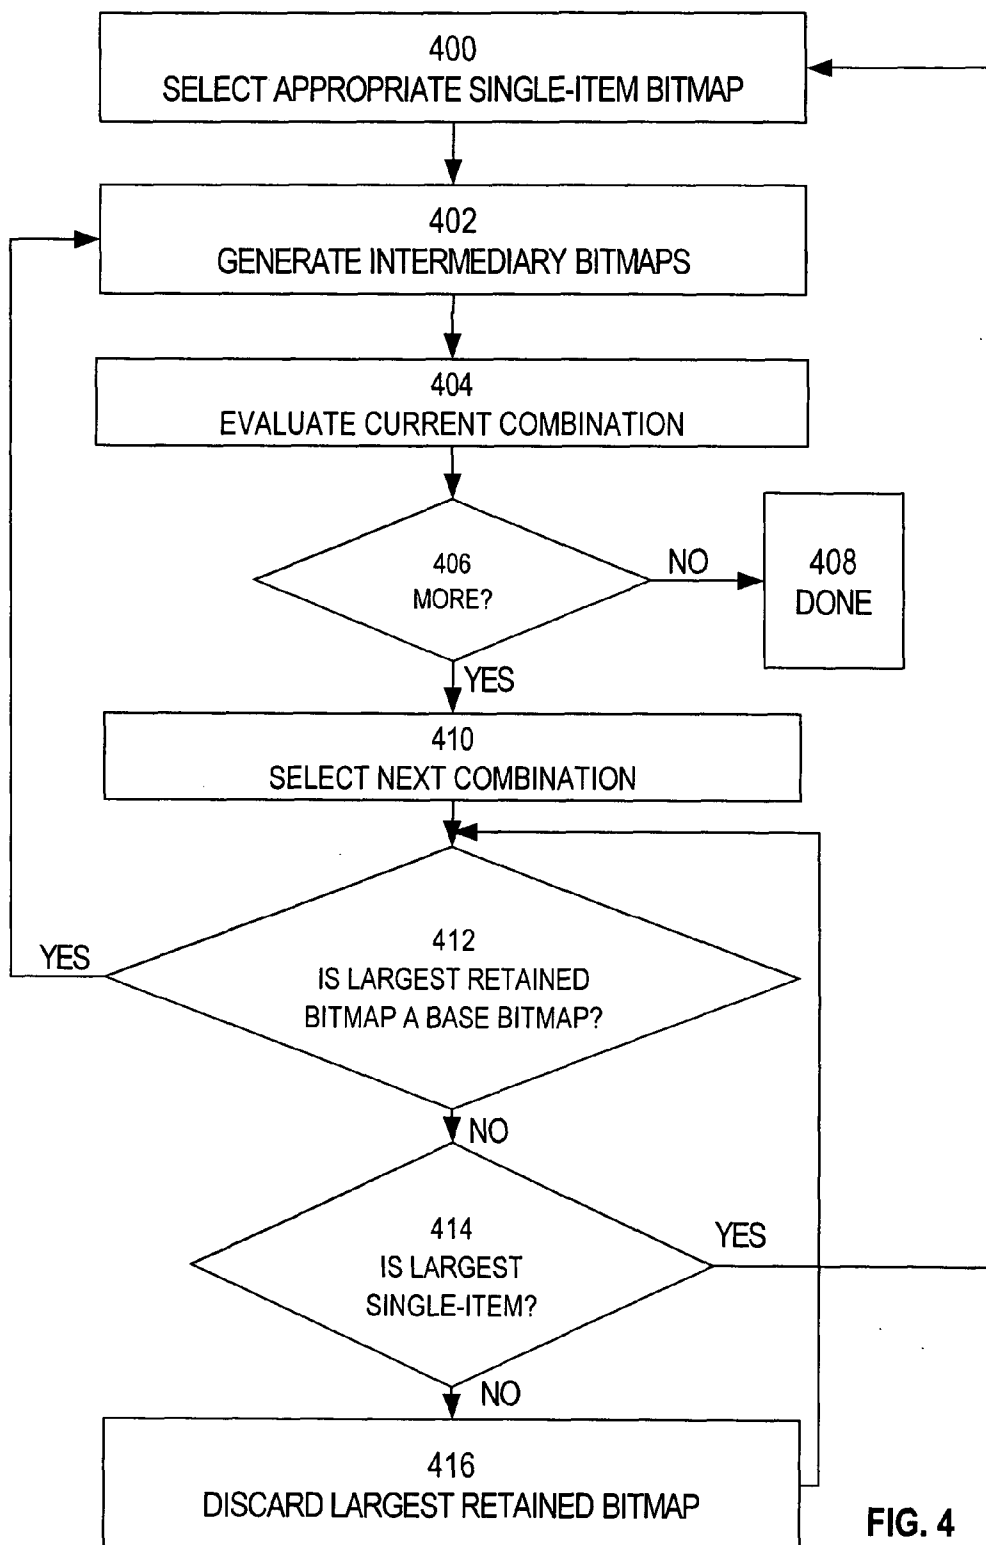 400
SELECT APPROPRIATE SINGLE-ITEM BITMAP
402
GENERATE INTERMEDIARY BITMAPS
404
EVALUATE CURRENT COMBINATION
406
MORE?
NO
408
DONE
YES
410
SELECT NEXT COMBINATION
YES
412
IS LARGEST RETAINED
BITMAP A BASE BITMAP?
NO
414
IS LARGEST
SINGLE-ITEM?
YES
NO
416
DISCARD LARGEST RETAINED BITMAP
FIG. 4